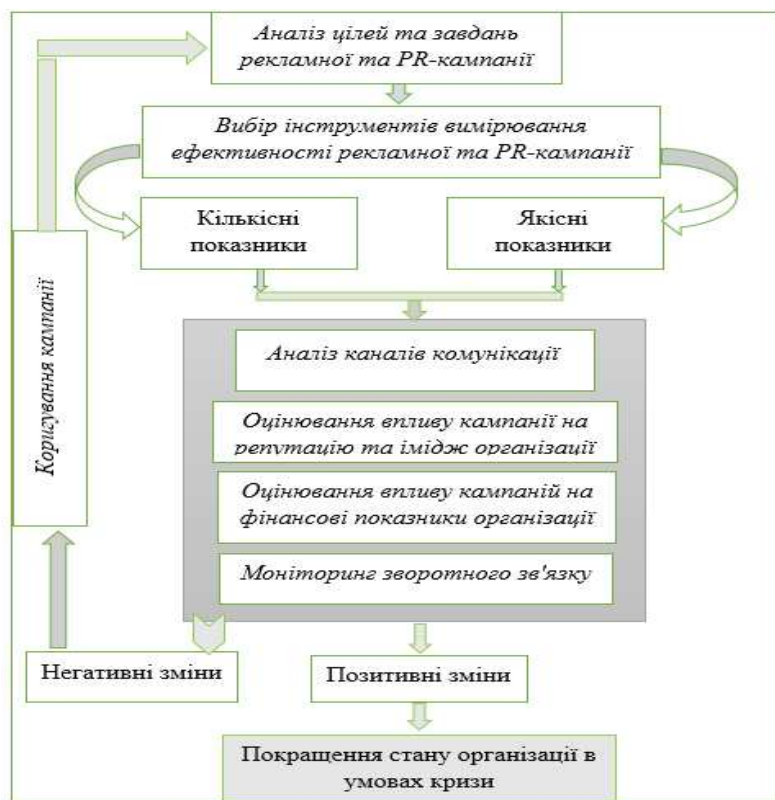 Аналіз цілей та завдань
рекламної та PR-кампанії
Вибір інструментів вимірювання
ефективності рекламної та PR-кампанії
Кількісні
показники
Якісні
показники
Коригування кампанії
Аналіз каналів комунікації
Оцінювання впливу кампанії на
репутацію та імідж організації
Оцінювання впливу кампаній на
фінансові показники організації
Моніторинг зворотного зв'язку
Негативні зміни
Позитивні зміни
Покращення стану організації в
умовах кризи